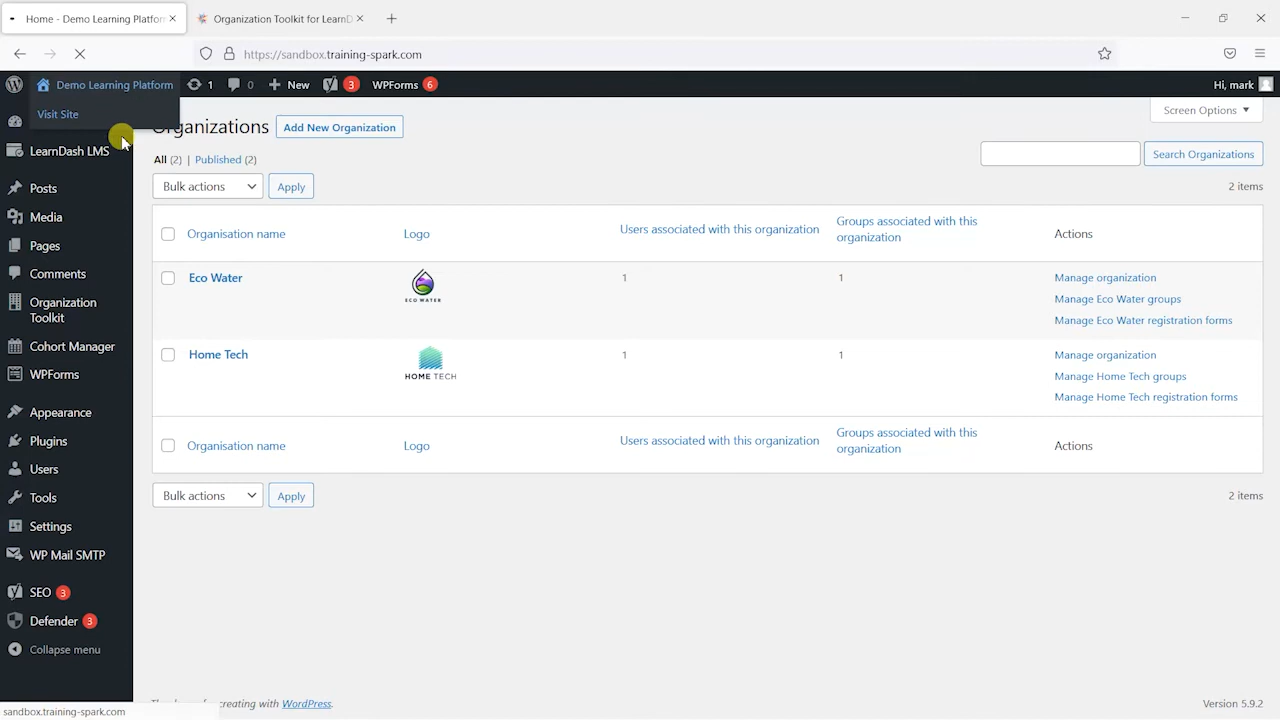 Home - Demo Learning Platform
Organization Toolkit for LearnD
https://sandbox.training-spark.com
Demo Learning Platform
1
0
New
3
WPForms 6
Hi, mark
Visit Site
Screen Options
Organizations
Add New Organization
All (2) | Published (2)
Search Organizations
Bulk actions
Apply
2 items
Organisation name
Logo
Users associated with this organization
Groups associated with this
organization
Actions
Eco Water
ECO WATER
1
1
Manage organization
Manage Eco Water groups
Manage Eco Water registration forms
Home Tech
HOME TECH
1
1
Manage organization
Manage Home Tech groups
Manage Home Tech registration forms
Organisation name
Logo
Users associated with this organization
Groups associated with this
organization
Actions
Bulk actions
Apply
2 items
LearnDash LMS
Posts
Media
Pages
Comments
Organization
Toolkit
Cohort Manager
WPForms
Appearance
Plugins
Users
Tools
Settings
WP Mail SMTP
SEO 3
Defender 3
Collapse menu
creating with WordPress.
Version 5.9.2
sandbox.training-spark.com